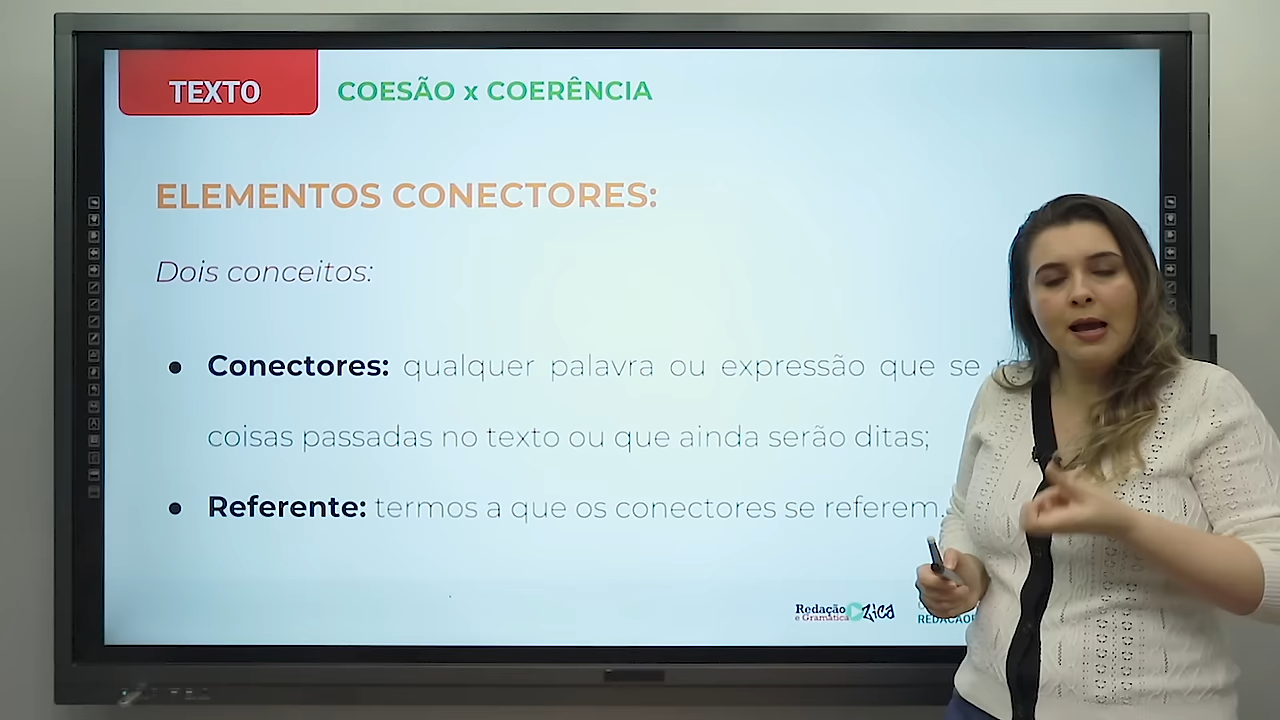 TEXTO
COESÃO x COERÊNCIA
ELEMENTOS CONECTORES:
Dois conceitos:
● Conectores: qualquer palavra ou expressão que se
coisas passadas no texto ou que ainda serão ditas;
● Referente: termos a que os conectores se referem.
Redação
e Gramática Zica